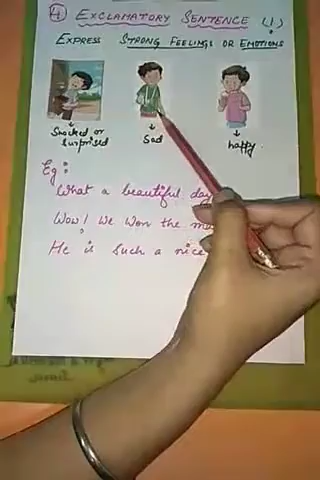 ④ EXCLAMATORY SENTENCE (!)
EXPRESS STRONG FEELINGS OR EMOTIONS
Shocked or surprised
Sad
happy
Eg:
What a beautiful day
Wow! We Won the
He is Such a nice